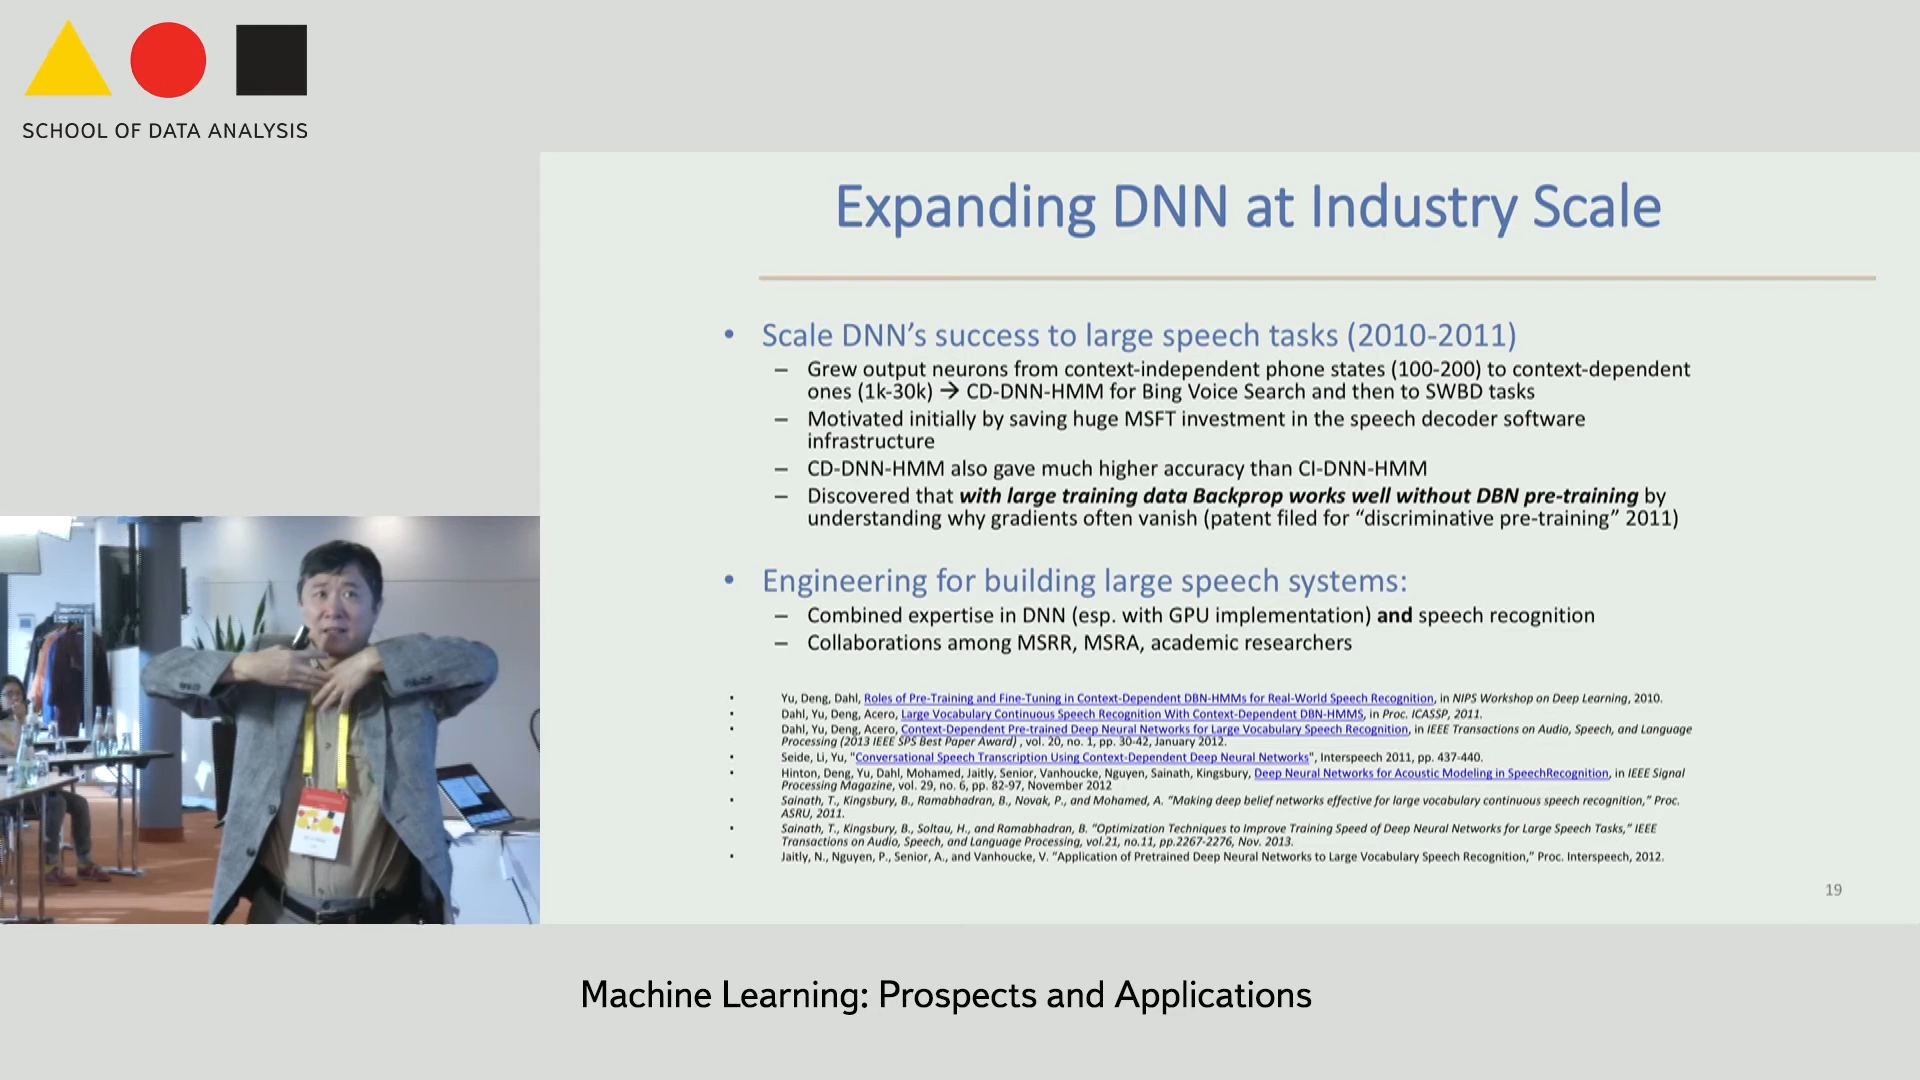 SCHOOL OF DATA ANALYSIS
Expanding DNN at Industry Scale
• Scale DNN’s success to large speech tasks (2010-2011)
– Grew output neurons from context-independent phone states (100-200) to context-dependent
ones (1k-30k) → CD-DNN-HMM for Bing Voice Search and then to SWBD tasks
– Motivated initially by saving huge MSFT investment in the speech decoder software
infrastructure
– CD-DNN-HMM also gave much higher accuracy than CI-DNN-HMM
– Discovered that with large training data Backprop works well without DBN pre-training by
understanding why gradients often vanish (patent filed for “discriminative pre-training” 2011)
• Engineering for building large speech systems:
– Combined expertise in DNN (esp. with GPU implementation) and speech recognition
– Collaborations among MSRR, MSRA, academic researchers
• Yu, Deng, Dahl, Roles of Pre-Training and Fine-Tuning in Context-Dependent DBN-HMMs for Real-World Speech Recognition, in NIPS Workshop on Deep Learning, 2010.
• Dahl, Yu, Deng, Acero, Large Vocabulary Continuous Speech Recognition With Context-Dependent DBN-HMMS, in Proc. ICASSP, 2011.
• Dahl, Yu, Deng, Acero, Context-Dependent Pre-trained Deep Neural Networks for Large Vocabulary Speech Recognition, in IEEE Transactions on Audio, Speech, and Language
Processing (2013 IEEE SPS Best Paper Award) , vol. 20, no. 1, pp. 30-42, January 2012.
• Seide, Li, Yu, "Conversational Speech Transcription Using Context-Dependent Deep Neural Networks", Interspeech 2011, pp. 437-440.
• Hinton, Deng, Yu, Dahl, Mohamed, Jaitly, Senior, Vanhoucke, Nguyen, Sainath, Kingsbury, Deep Neural Networks for Acoustic Modeling in SpeechRecognition, in IEEE Signal
Processing Magazine, vol. 29, no. 6, pp. 82-97, November 2012
• Sainath, T., Kingsbury, B., Ramabhadran, B., Novak, P., and Mohamed, A. “Making deep belief networks effective for large vocabulary continuous speech recognition,” Proc.
ASRU, 2011.
• Sainath, T., Kingsbury, B., Soltau, H., and Ramabhadran, B. “Optimization Techniques to Improve Training Speed of Deep Neural Networks for Large Speech Tasks,” IEEE
Transactions on Audio, Speech, and Language Processing, vol.21, no.11, pp.2267-2276, Nov. 2013.
• Jaitly, N., Nguyen, P., Senior, A., and Vanhoucke, V. “Application of Pretrained Deep Neural Networks to Large Vocabulary Speech Recognition,” Proc. Interspeech, 2012.
19
Machine Learning: Prospects and Applications